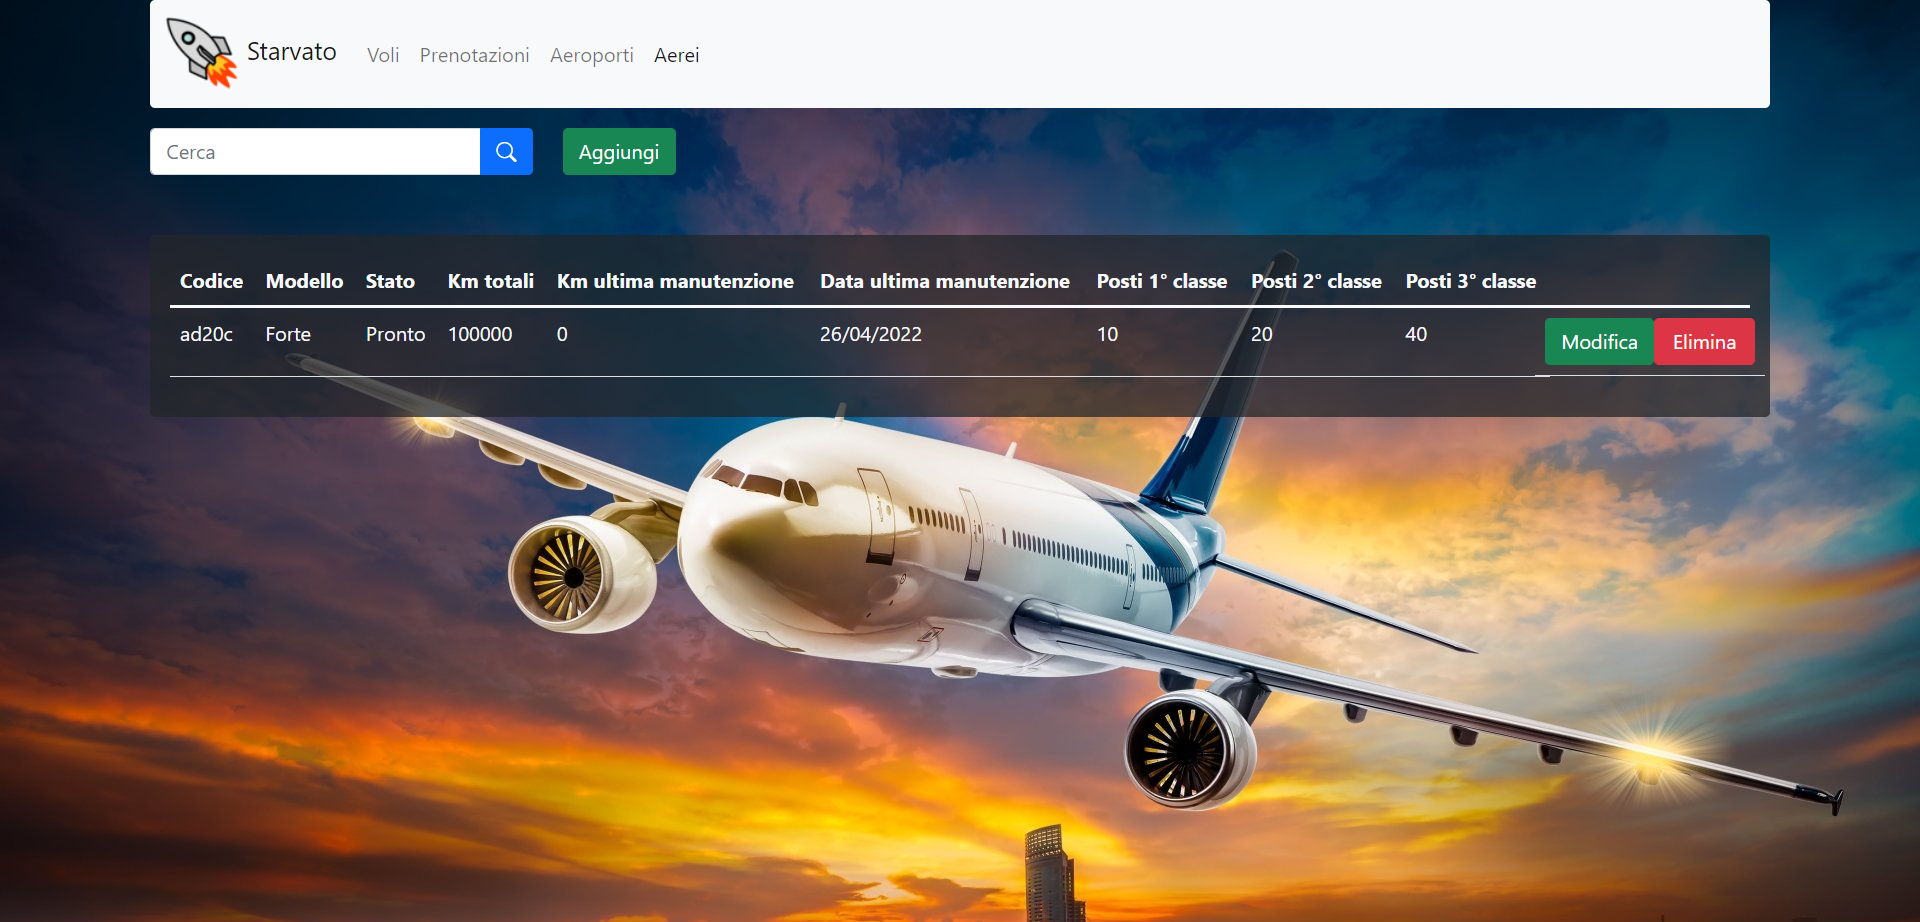 Starvato Voli Prenotazioni Aeroporti Aerei
Cerca Aggiungi
Codice Modello Stato Km totali Km ultima manutenzione Data ultima manutenzione Posti 1° classe Posti 2° classe Posti 3° classe
ad20c Forte Pronto 100000 0 26/04/2022 10 20 40 Modifica Elimina